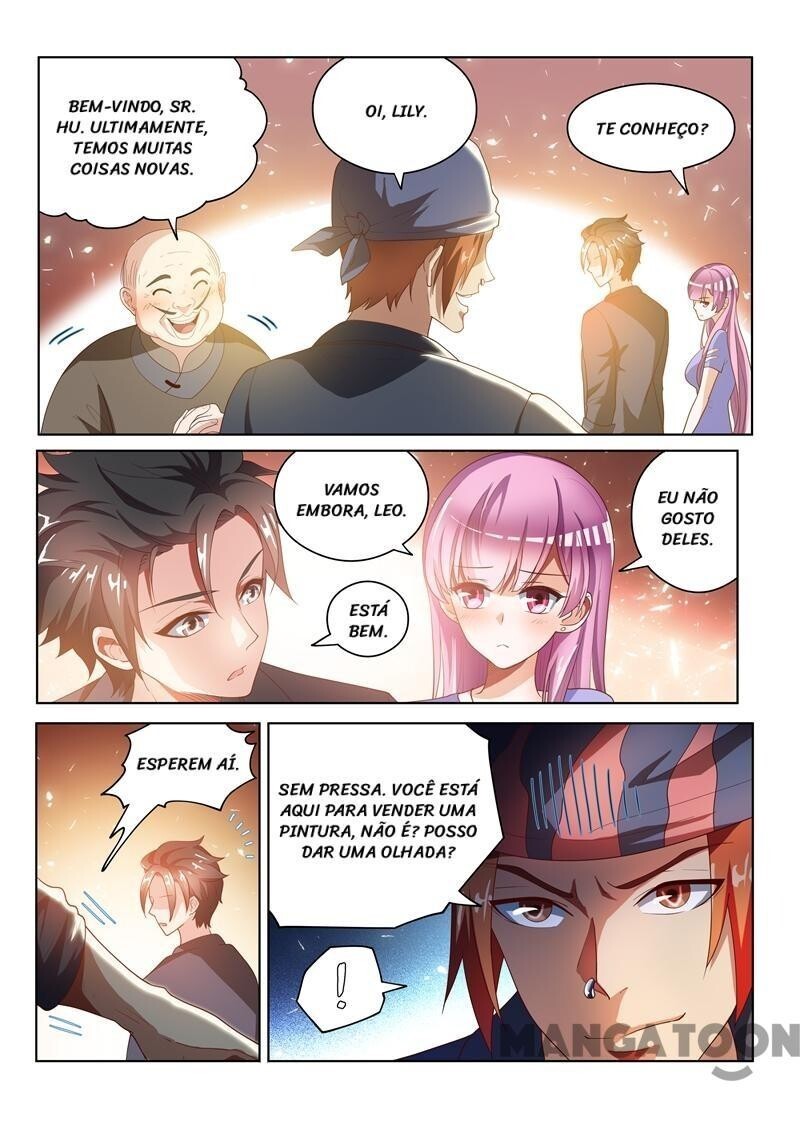 BEM-VINDO, SR.
HU. ULTIMAMENTE,
TEMOS MUITAS
COISAS NOVAS.
OI, LILY.
TE CONHEÇO?
VAMOS
EMBORA, LEO.
EU NÃO
GOSTO
DELES.
ESTÁ
BEM.
ESPEREM AÍ.
SEM PRESSA. VOCÊ ESTÁ
AQUI PARA VENDER UMA
PINTURA, NÃO É? POSSO
DAR UMA OLHADA?
!
MANGATOON